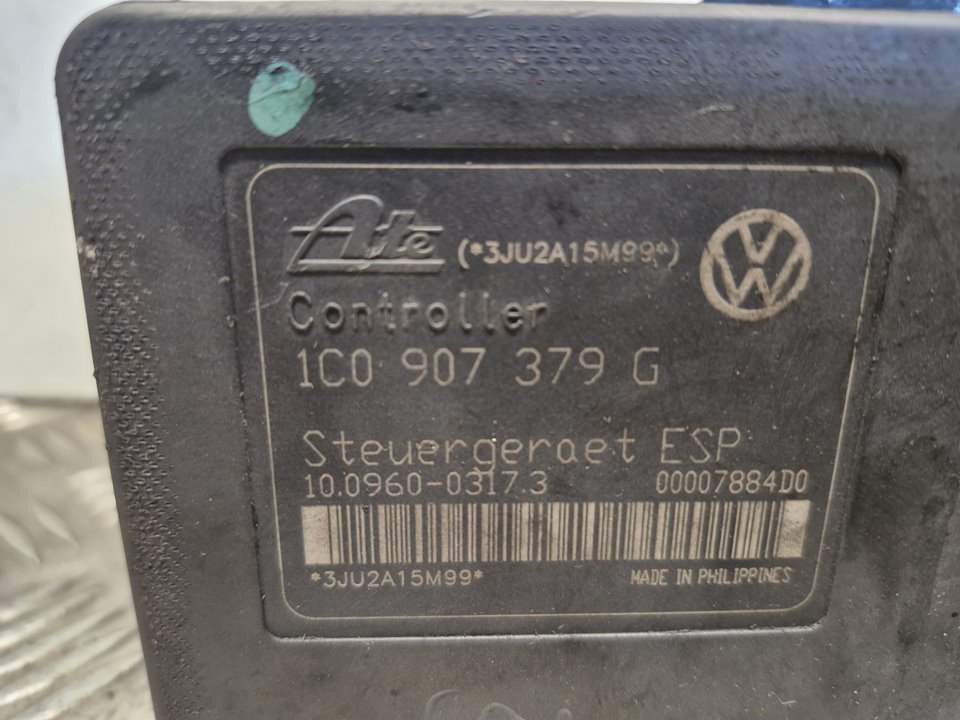 Ate (*3JU2A15M99*)
Controller
1C0 907 379 G
Steuergeraet ESP
10.0960-0317.3 00007884D0
*3JU2A15M99* MADE IN PHILIPPINES